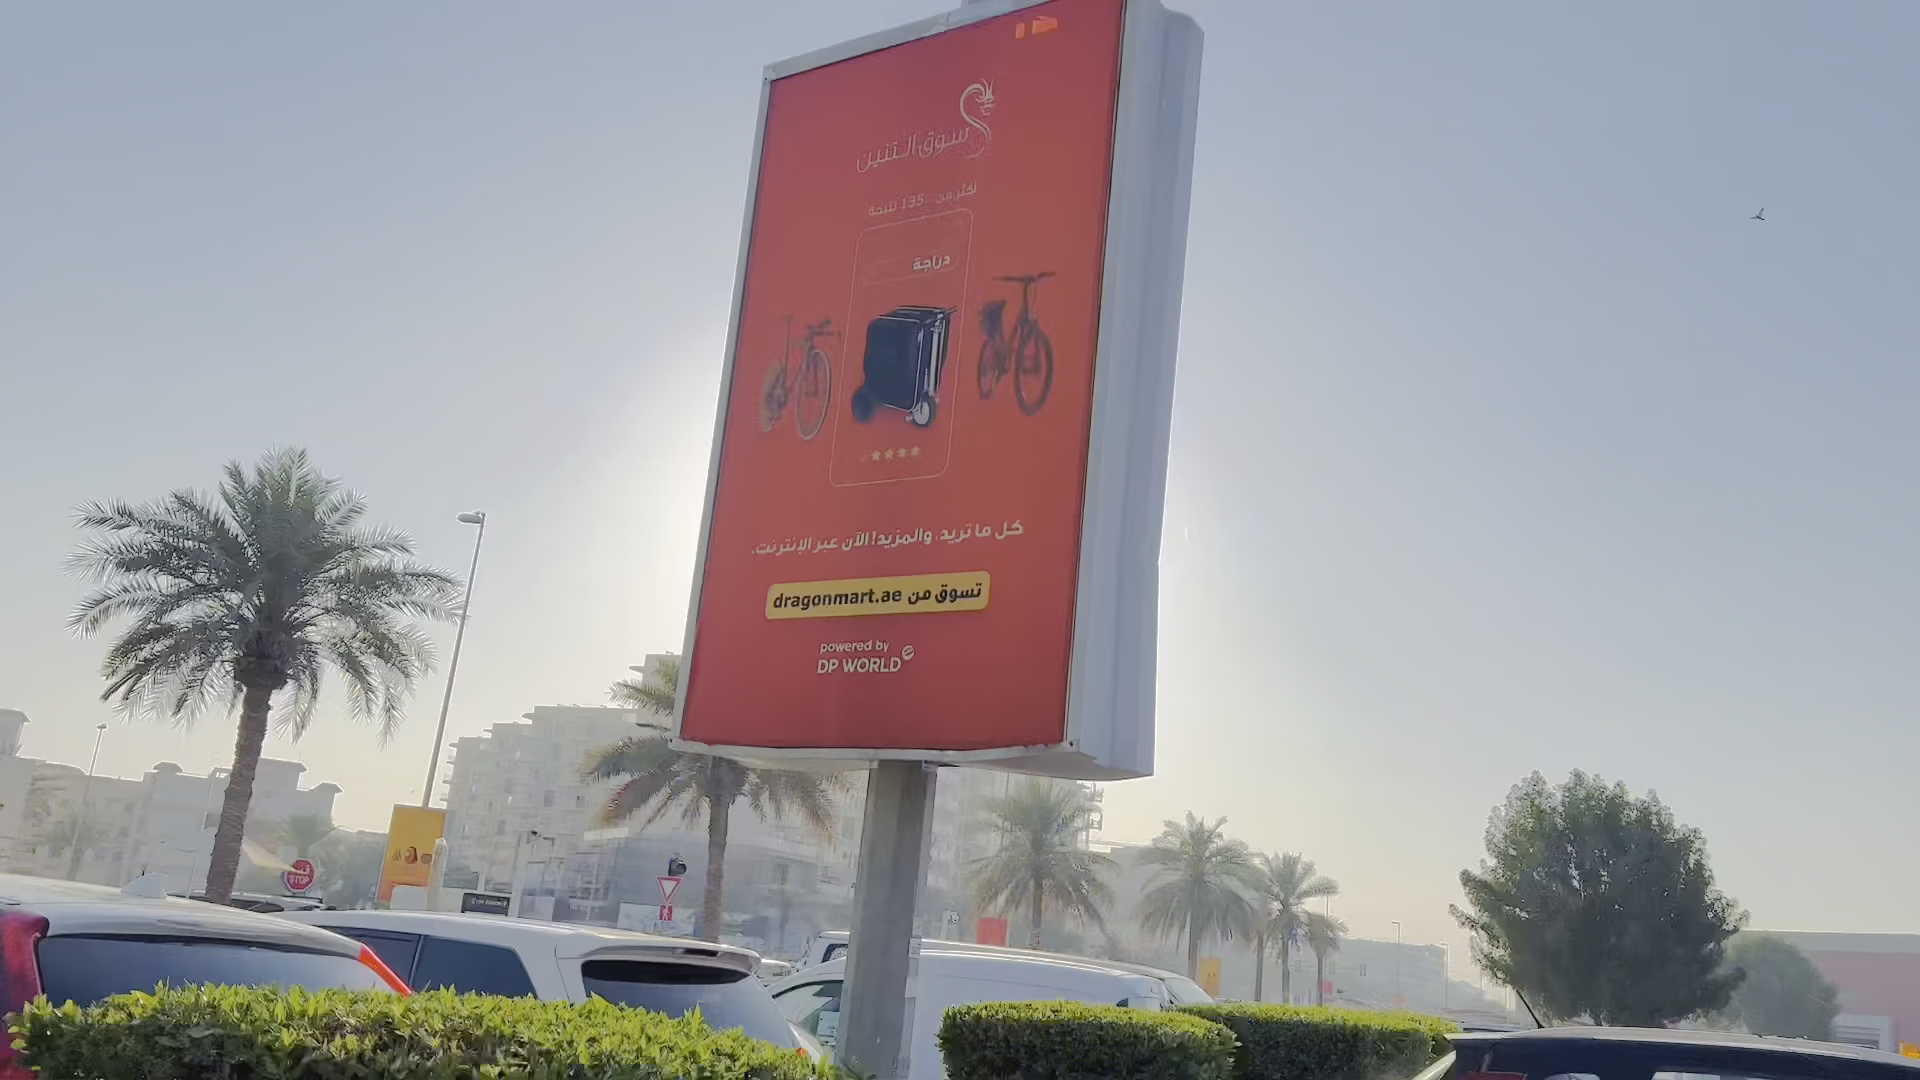 سوق التنين
أكثر من 135 نتيجة
دراجة
كل ما تريد، والمزيد! الآن عبر الإنترنت.
تسوق من dragonmart.ae
powered by
DP WORLD
STOP